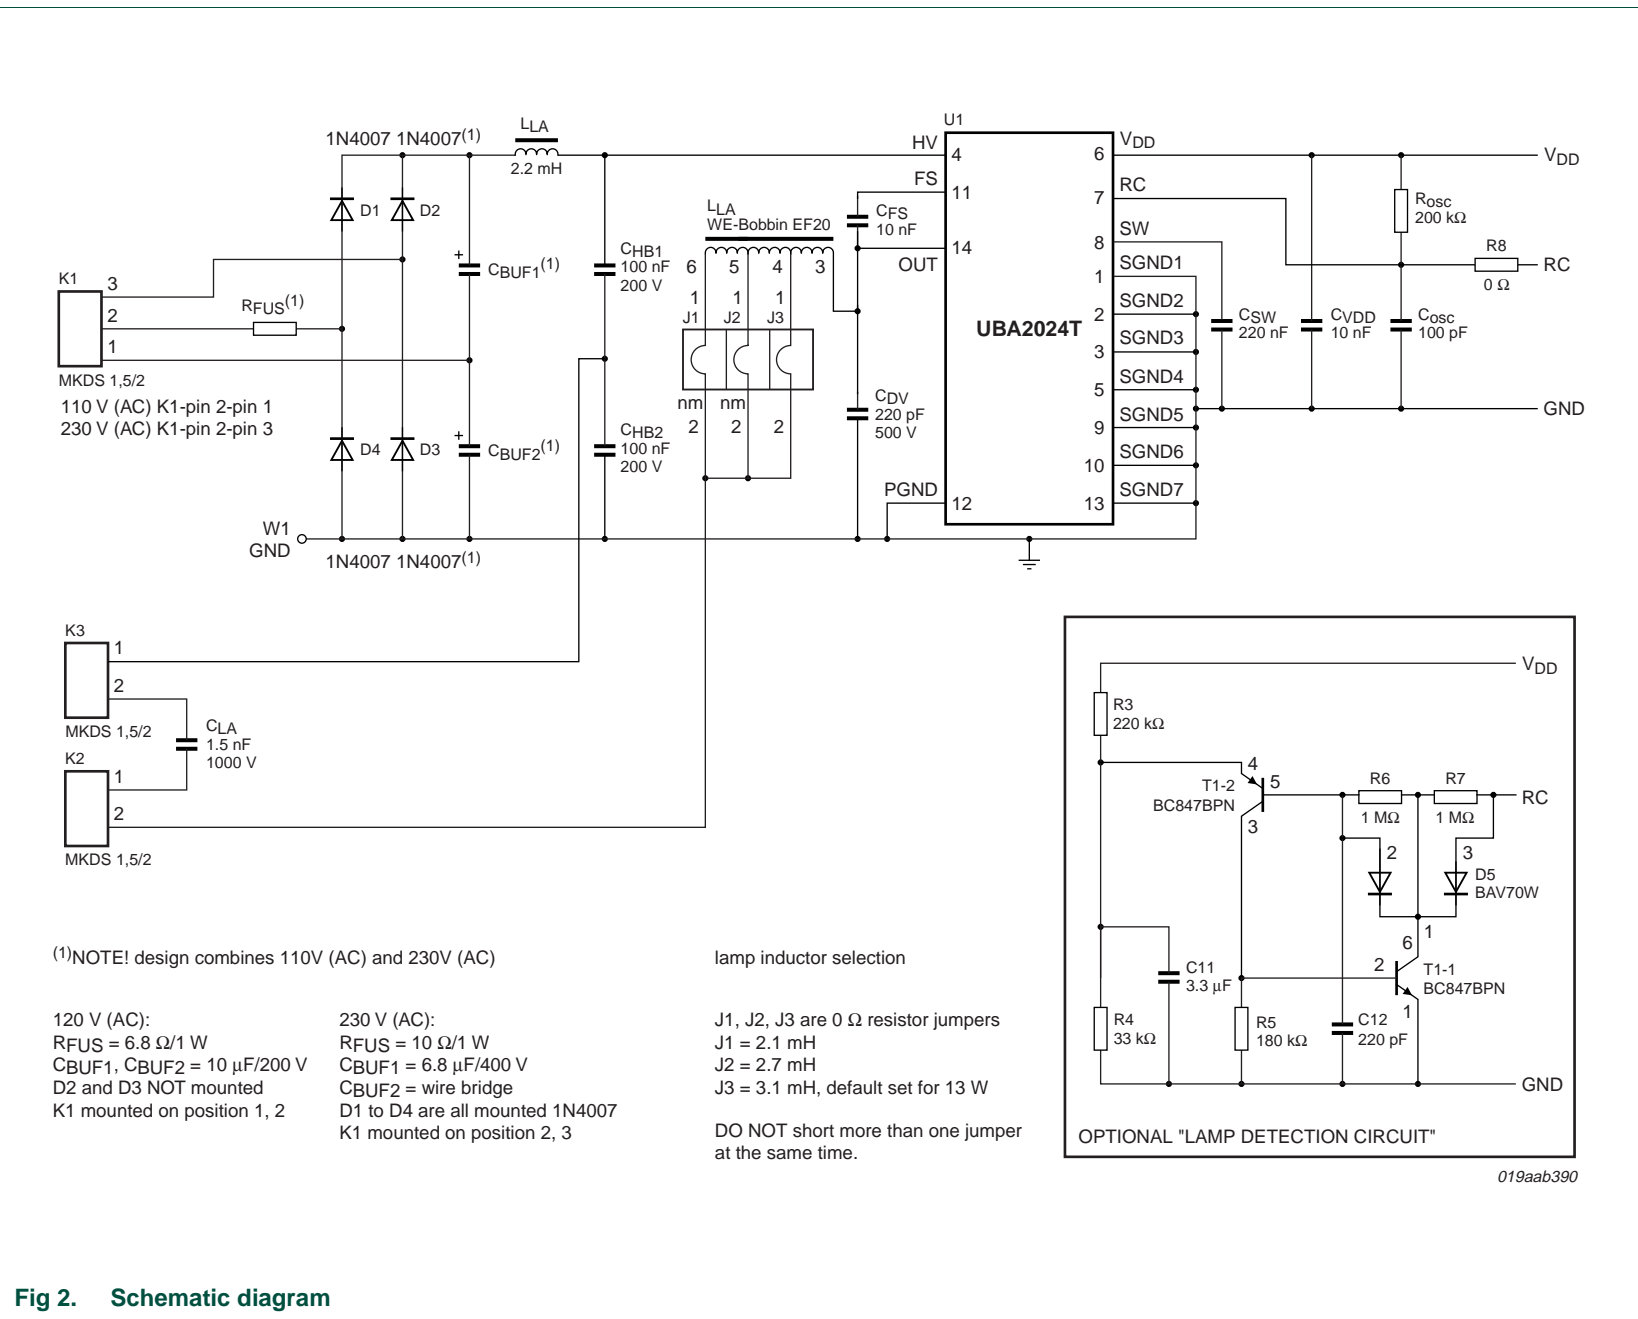 1N4007 1N4007(1)
LLA
2.2 mH
D1
D2
K1
3
2
1
MKDS 1,5/2
110 V (AC) K1-pin 2-pin 1
230 V (AC) K1-pin 2-pin 3
RFUS(1)
+
CBUF1(1)
+
CBUF2(1)
D4
D3
W1
GND
1N4007 1N4007(1)
CHB1
100 nF
200 V
CHB2
100 nF
200 V
LLA
WE-Bobbin EF20
6 5 4 3
1 1 1
J1 J2 J3
nm nm
2 2 2
CFS
10 nF
CDV
220 pF
500 V
U1
HV
4
FS
11
14
OUT
PGND
12
UBA2024T
6
VDD
7
RC
8
SW
1
SGND1
2
SGND2
3
SGND3
5
SGND4
9
SGND5
10
SGND6
13
SGND7
VDD
Rosc
200 kΩ
R8
0 Ω
RC
CSW
220 nF
CVDD
10 nF
Cosc
100 pF
GND
K3
1
2
MKDS 1,5/2
CLA
1.5 nF
1000 V
K2
1
2
MKDS 1,5/2
VDD
R3
220 kΩ
4
T1-2
BC847BPN
5
3
R6
1 MΩ
R7
1 MΩ
RC
2
3
D5
BAV70W
1
6
2
T1-1
BC847BPN
1
C11
3.3 μF
R4
33 kΩ
R5
180 kΩ
C12
220 pF
GND
OPTIONAL "LAMP DETECTION CIRCUIT"
019aab390
(1)NOTE! design combines 110V (AC) and 230V (AC)
120 V (AC):
RFUS = 6.8 Ω/1 W
CBUF1, CBUF2 = 10 μF/200 V
D2 and D3 NOT mounted
K1 mounted on position 1, 2
230 V (AC):
RFUS = 10 Ω/1 W
CBUF1 = 6.8 μF/400 V
CBUF2 = wire bridge
D1 to D4 are all mounted 1N4007
K1 mounted on position 2, 3
lamp inductor selection
J1, J2, J3 are 0 Ω resistor jumpers
J1 = 2.1 mH
J2 = 2.7 mH
J3 = 3.1 mH, default set for 13 W
DO NOT short more than one jumper
at the same time.
Fig 2. Schematic diagram